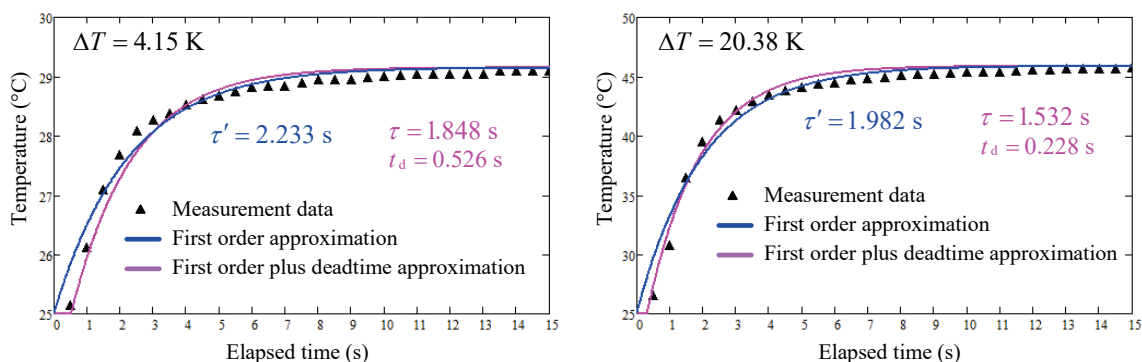 ΔT = 4.15 K
30
29
28
27
26
25
Temperature (°C)
τ′ = 2.233 s
τ = 1.848 s
t_d = 0.526 s
Measurement data
First order approximation
First order plus deadtime approximation
0 1 2 3 4 5 6 7 8 9 10 11 12 13 14 15
Elapsed time (s)
ΔT = 20.38 K
50
45
40
35
30
25
Temperature (°C)
τ′ = 1.982 s
τ = 1.532 s
t_d = 0.228 s
Measurement data
First order approximation
First order plus deadtime approximation
0 1 2 3 4 5 6 7 8 9 10 11 12 13 14 15
Elapsed time (s)